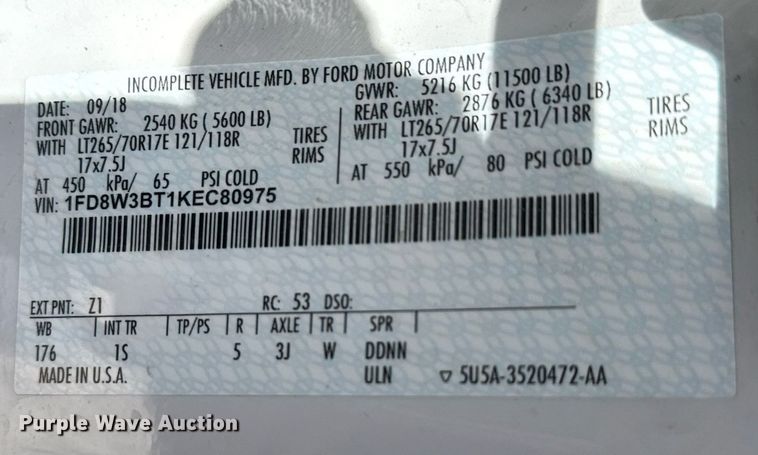 INCOMPLETE VEHICLE MFD. BY FORD MOTOR COMPANY
DATE: 09/18
GVWR: 5216 KG (11500 LB)
FRONT GAWR: 2540 KG ( 5600 LB)
REAR GAWR: 2876 KG ( 6340 LB)
WITH LT265/70R17E 121/118R TIRES
WITH LT265/70R17E 121/118R TIRES
17x7.5J RIMS
17x7.5J RIMS
AT 450 kPa/ 65 PSI COLD
AT 550 kPa/ 80 PSI COLD
VIN: 1FD8W3BT1KEC80975
EXT PNT: Z1 RC: 53 DSO:
WB | INT TR | TP/PS | R | AXLE | TR | SPR |
176 1S 5 3J W DDNN
MADE IN U.S.A. ULN ▽ 5U5A-3520472-AA
Purple Wave Auction